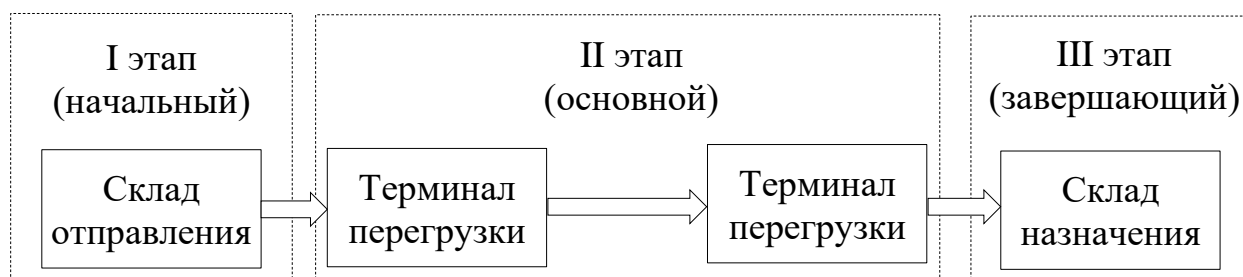 I этап
(начальный)
II этап
(основной)
III этап
(завершающий)
Склад
отправления
Терминал
перегрузки
Терминал
перегрузки
Склад
назначения